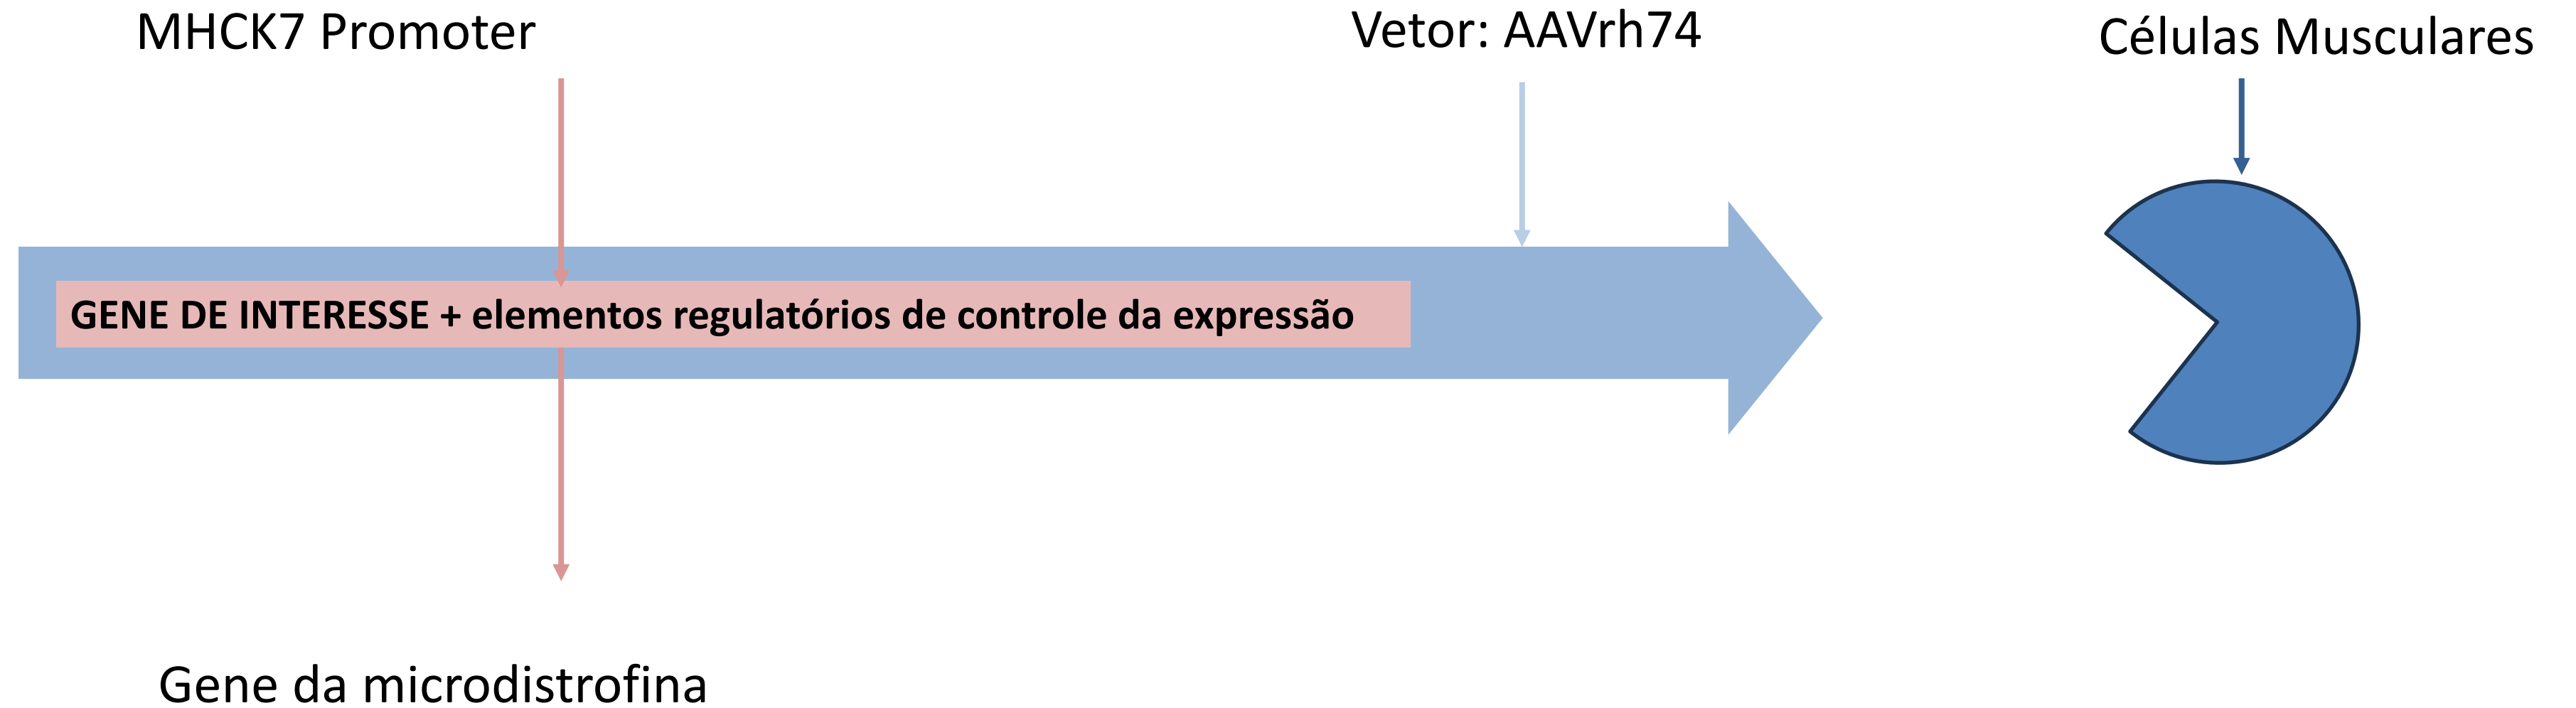 MHCK7 Promoter
Vetor: AAVrh74
Células Musculares
GENE DE INTERESSE + elementos regulatórios de controle da expressão
Gene da microdistrofina